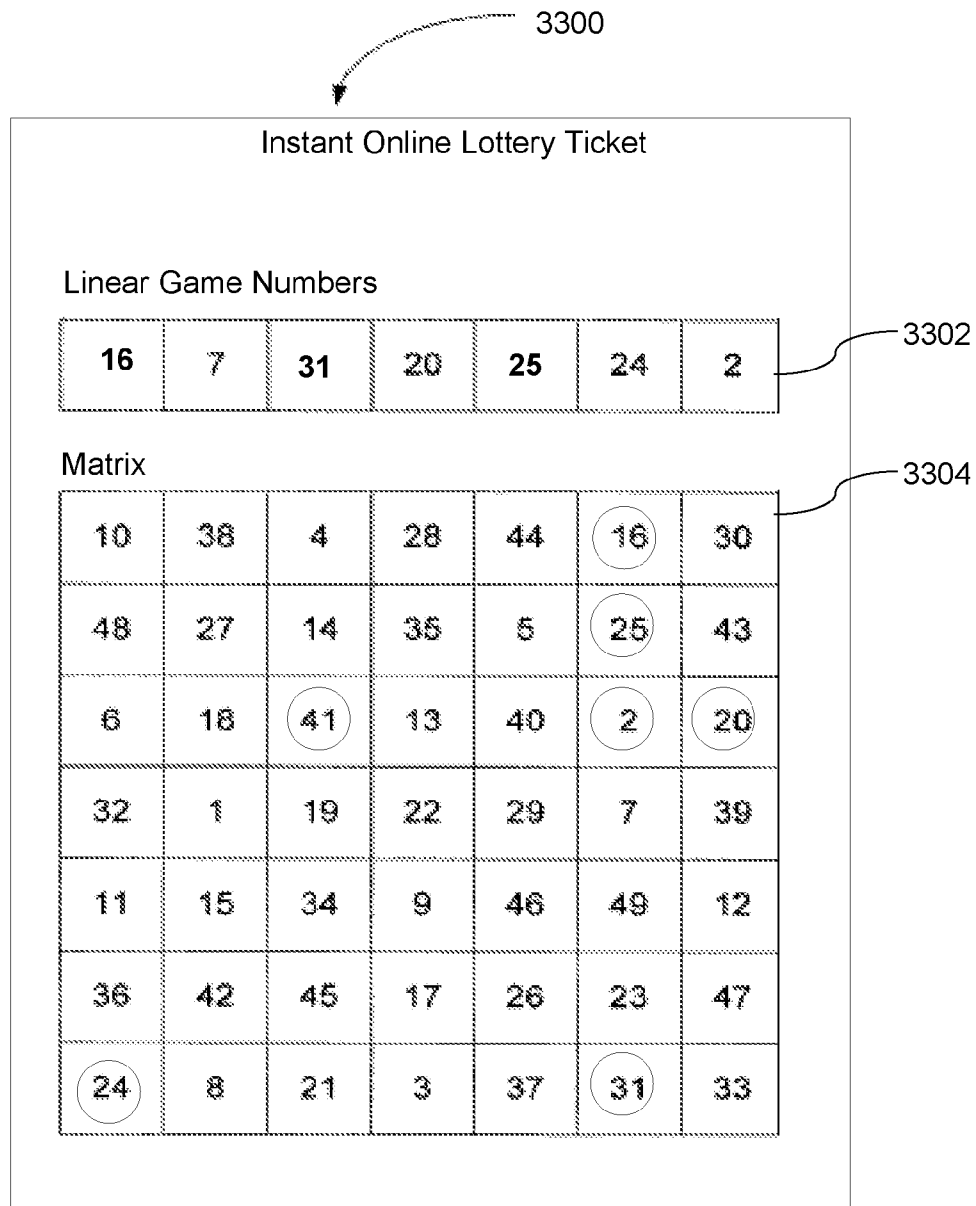 3300
Instant Online Lottery Ticket
Linear Game Numbers
16 7 31 20 25 24 2
3302
Matrix
3304
10 38 4 28 44 16 30
48 27 14 35 5 25 43
6 18 41 13 40 2 20
32 1 19 22 29 7 39
11 15 34 9 46 49 12
36 42 45 17 26 23 47
24 8 21 3 37 31 33